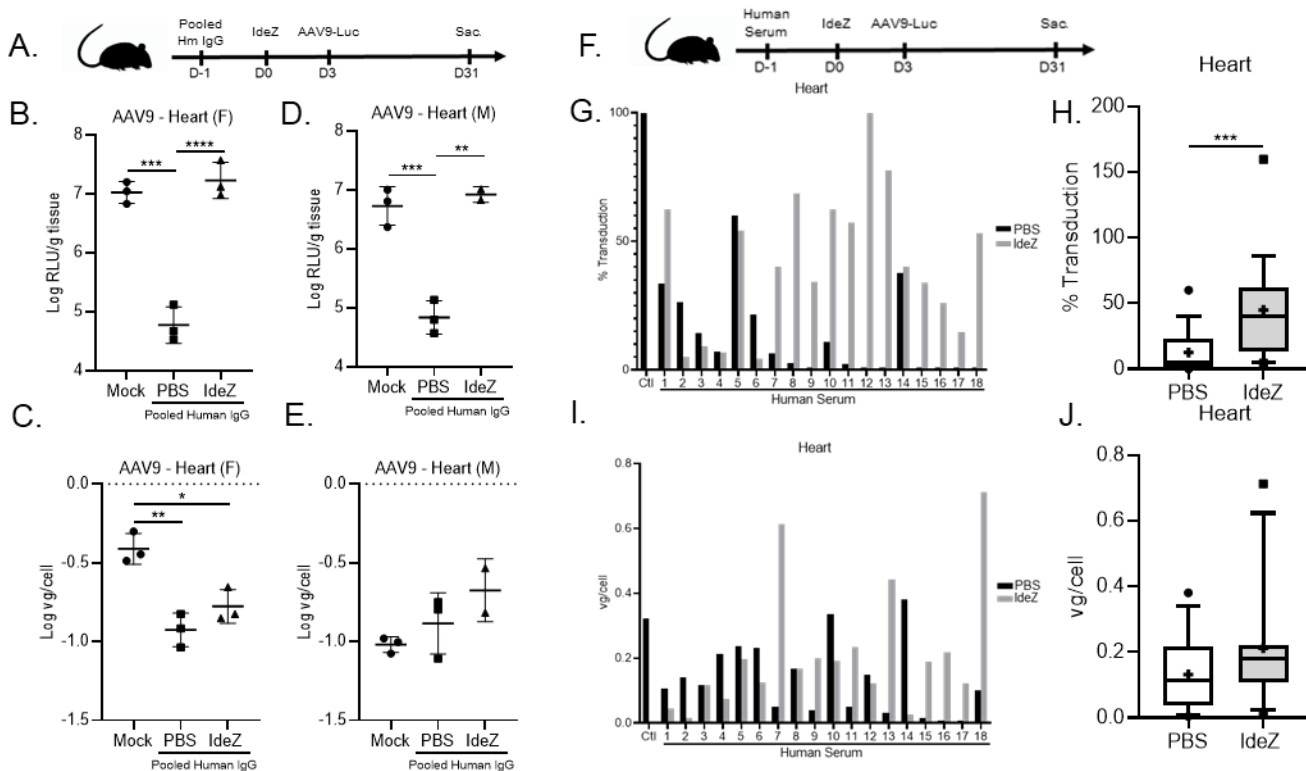 A.
Pooled
Hm IgG
IdeZ
AAV9-Luc
Sac.
D-1
D0
D3
D31
F.
Human
Serum
IdeZ
AAV9-Luc
Sac.
D-1
D0
D3
D31
B.
AAV9 - Heart (F)
*** ****
Log RLU/g tissue
8
7
6
5
4
Mock PBS IdeZ
Pooled Human IgG
D.
AAV9 - Heart (M)
*** **
Log RLU/g tissue
8
7
6
5
4
Mock PBS IdeZ
Pooled Human IgG
G.
Heart
% Transduction
100
50
0
Ctl 1 2 3 4 5 6 7 8 9 10 11 12 13 14 15 16 17 18
Human Serum
PBS
IdeZ
H.
Heart
***
% Transduction
200
150
100
50
0
PBS IdeZ
C.
AAV9 - Heart (F)
*
**
Log vg/cell
0.0
-0.5
-1.0
-1.5
Mock PBS IdeZ
Pooled Human IgG
E.
AAV9 - Heart (M)
Log vg/cell
0.0
-0.5
-1.0
-1.5
Mock PBS IdeZ
Pooled Human IgG
I.
Heart
vg/cell
0.8
0.6
0.4
0.2
0.0
Ctl 1 2 3 4 5 6 7 8 9 10 11 12 13 14 15 16 17 18
Human Serum
PBS
IdeZ
J.
Heart
vg/cell
0.8
0.6
0.4
0.2
0.0
PBS IdeZ